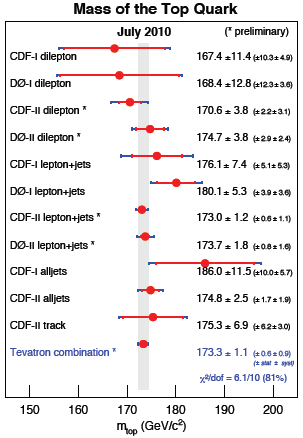 Mass of the Top Quark
July 2010 (* preliminary)
CDF-I dilepton 167.4 ±11.4 (±10.3± 4.9)
DØ-I dilepton 168.4 ±12.8 (±12.3± 3.6)
CDF-II dilepton * 170.6 ± 3.8 (± 2.2± 3.1)
DØ-II dilepton * 174.7 ± 3.8 (± 2.9± 2.4)
CDF-I lepton+jets 176.1 ± 7.4 (± 5.1± 5.3)
DØ-I lepton+jets 180.1 ± 5.3 (± 3.9± 3.6)
CDF-II lepton+jets * 173.0 ± 1.2 (± 0.6± 1.1)
DØ-II lepton+jets * 173.7 ± 1.8 (± 0.8± 1.6)
CDF-I alljets 186.0 ±11.5 (±10.0± 5.7)
CDF-II alljets 174.8 ± 2.5 (± 1.7± 1.9)
CDF-II track 175.3 ± 6.9 (± 6.2± 3.0)
Tevatron combination * 173.3 ± 1.1 (± 0.6± 0.9)
(± stat ± syst)
χ²/dof = 6.1/10 (81%)
150 160 170 180 190 200
m_top (GeV/c²)